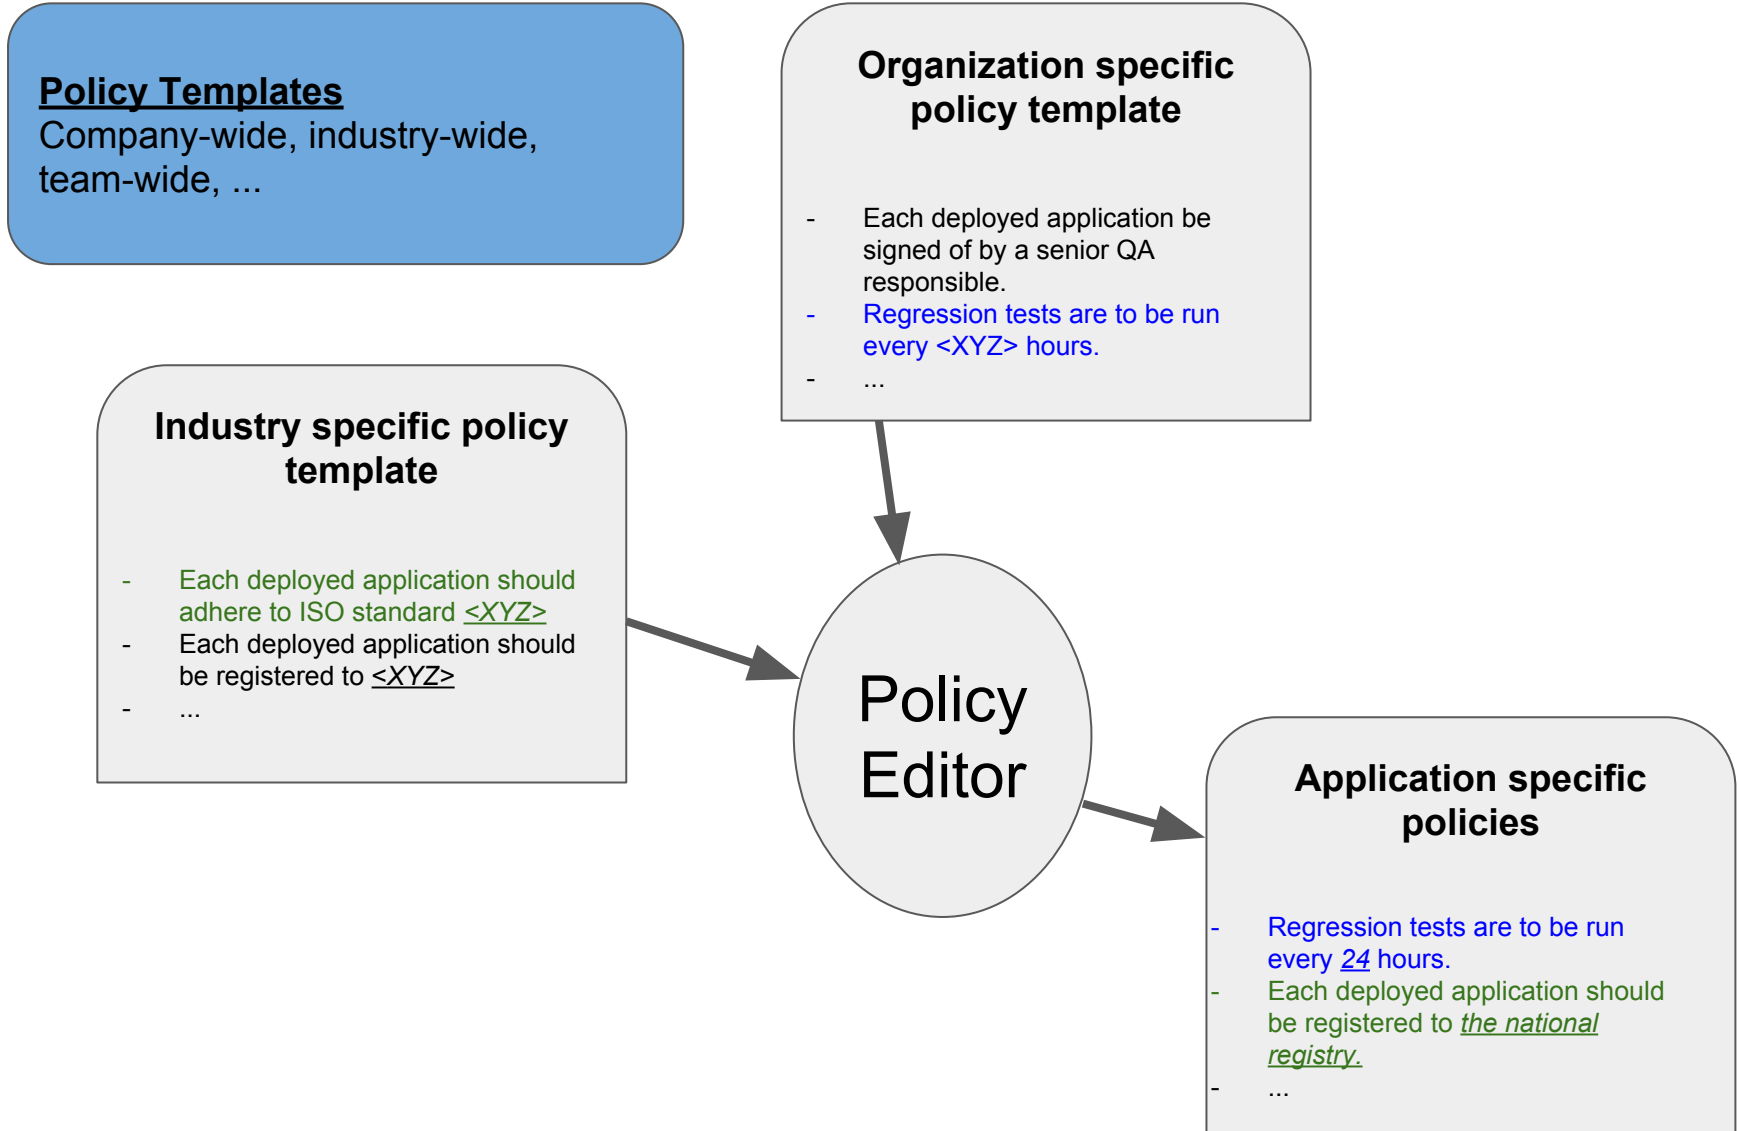 Policy Templates
Company-wide, industry-wide,
team-wide, ...
Organization specific
policy template
- Each deployed application be
signed of by a senior QA
responsible.
- Regression tests are to be run
every <XYZ> hours.
- ...
Industry specific policy
template
- Each deployed application should
adhere to ISO standard <XYZ>
- Each deployed application should
be registered to <XYZ>
- ...
Policy
Editor
Application specific
policies
- Regression tests are to be run
every 24 hours.
- Each deployed application should
be registered to the national
registry.
- ...